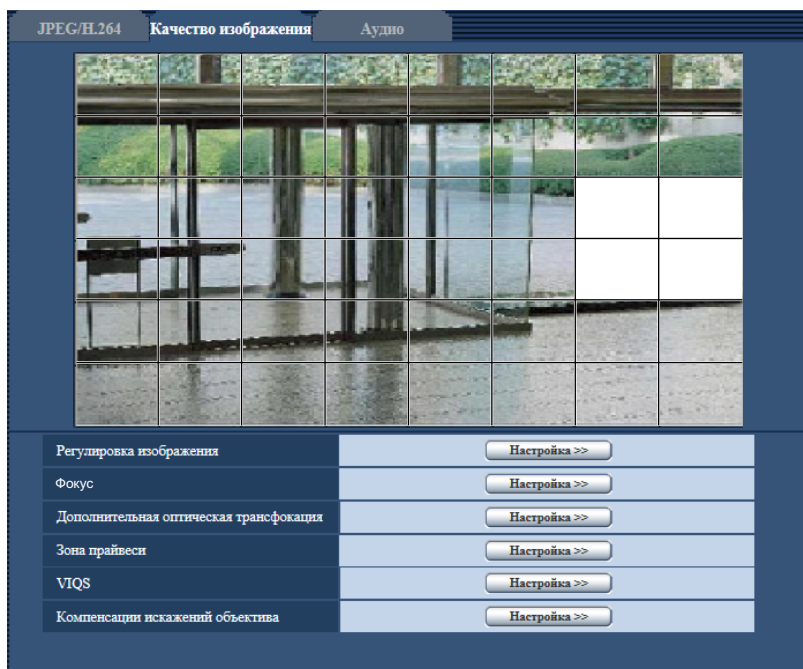 JPEG/H.264 Качество изображения Аудио
Регулировка изображения Настройка >>
Фокус Настройка >>
Дополнительная оптическая трансфокация Настройка >>
Зона прайвеси Настройка >>
VIQS Настройка >>
Компенсации искажений объектива Настройка >>